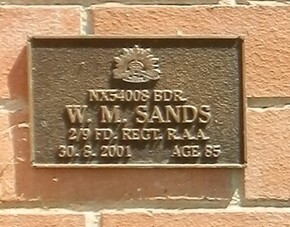 NX54008 BDR.
W. M. SANDS
2/9 FD. REGT. R.A.A.
30. 8. 2001 AGE 85